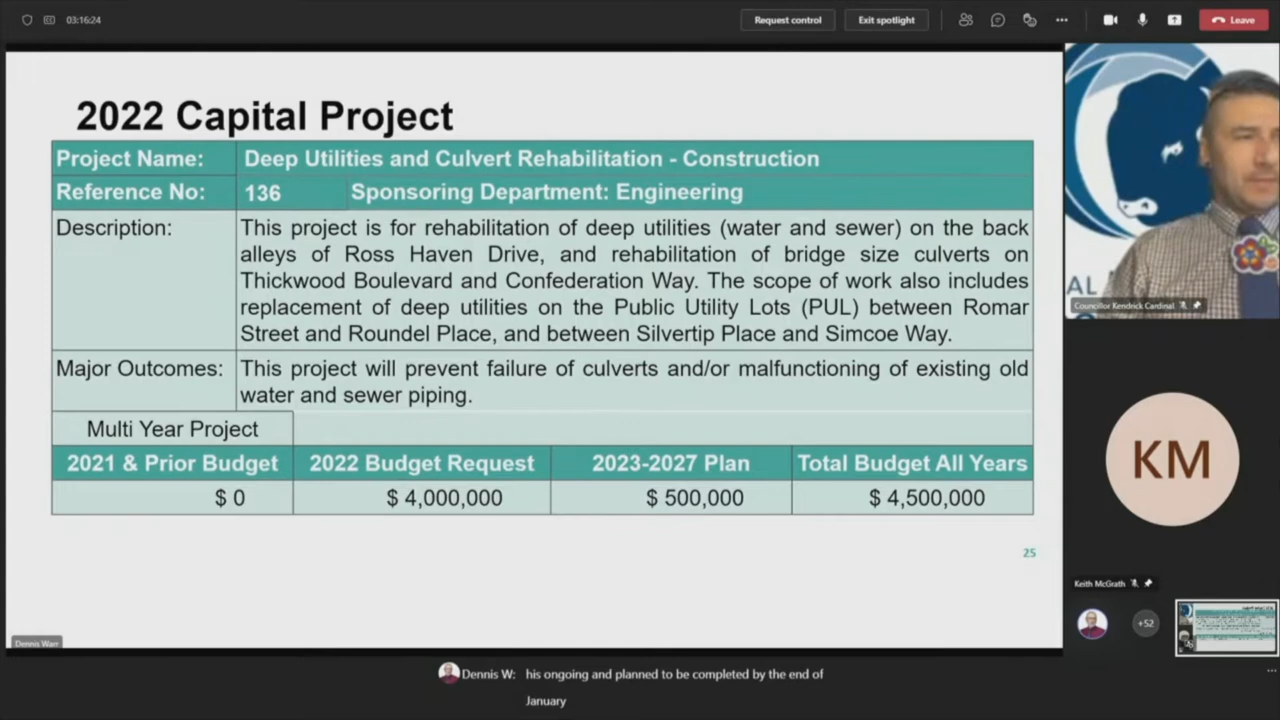 03:16:24
Request control
Exit spotlight
Leave
2022 Capital Project
Project Name: Deep Utilities and Culvert Rehabilitation - Construction
Reference No: 136 Sponsoring Department: Engineering
Description: This project is for rehabilitation of deep utilities (water and sewer) on the back
alleys of Ross Haven Drive, and rehabilitation of bridge size culverts on
Thickwood Boulevard and Confederation Way. The scope of work also includes
replacement of deep utilities on the Public Utility Lots (PUL) between Romar
Street and Roundel Place, and between Silvertip Place and Simcoe Way.
Major Outcomes: This project will prevent failure of culverts and/or malfunctioning of existing old
water and sewer piping.
Multi Year Project
2021 & Prior Budget 2022 Budget Request 2023-2027 Plan Total Budget All Years
$ 0 $ 4,000,000 $ 500,000 $ 4,500,000
25
Dennis Warr
AL
Councillor Kendrick Cardinal
KM
Keith McGrath
+52
Dennis W: his ongoing and planned to be completed by the end of
January